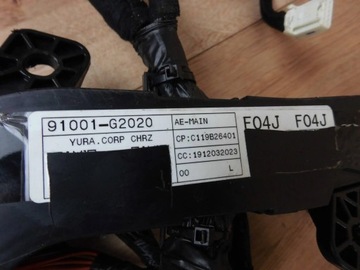 91001-G2020
YURA.CORP CHRZ
AE-MAIN
CP:C119B26401
CC:1912032023
00 L
F04J F04J